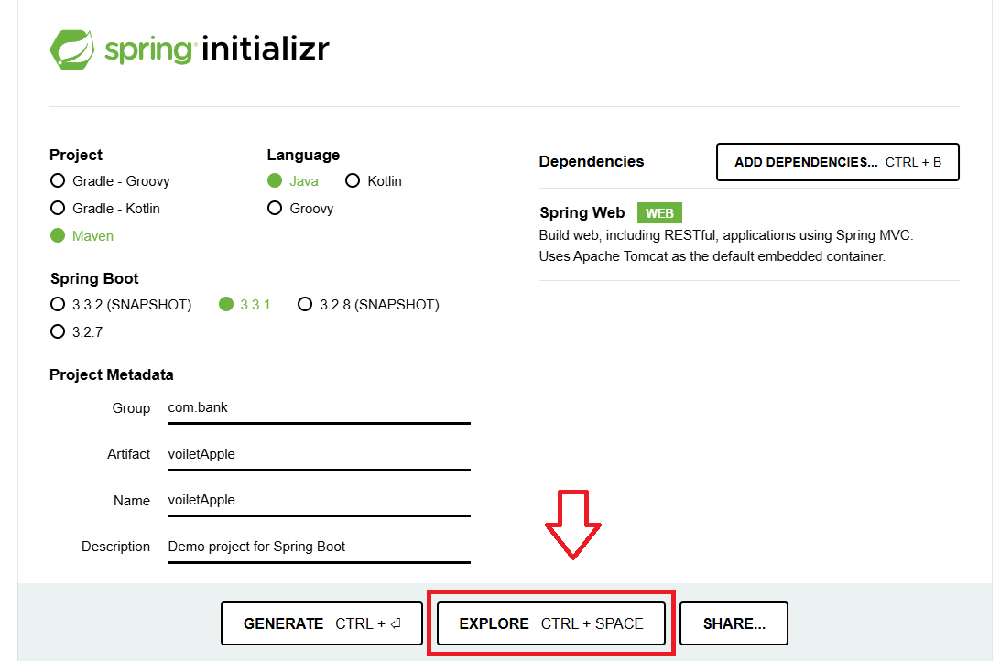 spring initializr
Project
Gradle - Groovy
Gradle - Kotlin
Maven
Language
Java Kotlin
Groovy
Spring Boot
3.3.2 (SNAPSHOT) 3.3.1 3.2.8 (SNAPSHOT)
3.2.7
Project Metadata
Group com.bank
Artifact voiletApple
Name voiletApple
Description Demo project for Spring Boot
Dependencies ADD DEPENDENCIES... CTRL + B
Spring Web WEB
Build web, including RESTful, applications using Spring MVC.
Uses Apache Tomcat as the default embedded container.
GENERATE CTRL + ⏎ EXPLORE CTRL + SPACE SHARE...